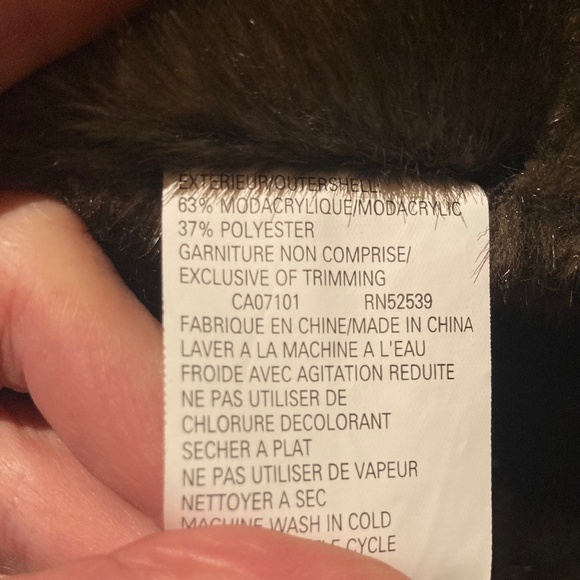 EXTERIEUR/OUTERSHELL
63% MODACRYLIQUE/MODACRYLIC
37% POLYESTER
GARNITURE NON COMPRISE/
EXCLUSIVE OF TRIMMING
CA07101 RN52539
FABRIQUE EN CHINE/MADE IN CHINA
LAVER A LA MACHINE A L'EAU
FROIDE AVEC AGITATION REDUITE
NE PAS UTILISER DE
CHLORURE DECOLORANT
SECHER A PLAT
NE PAS UTILISER DE VAPEUR
NETTOYER A SEC
MACHINE WASH IN COLD
CYCLE